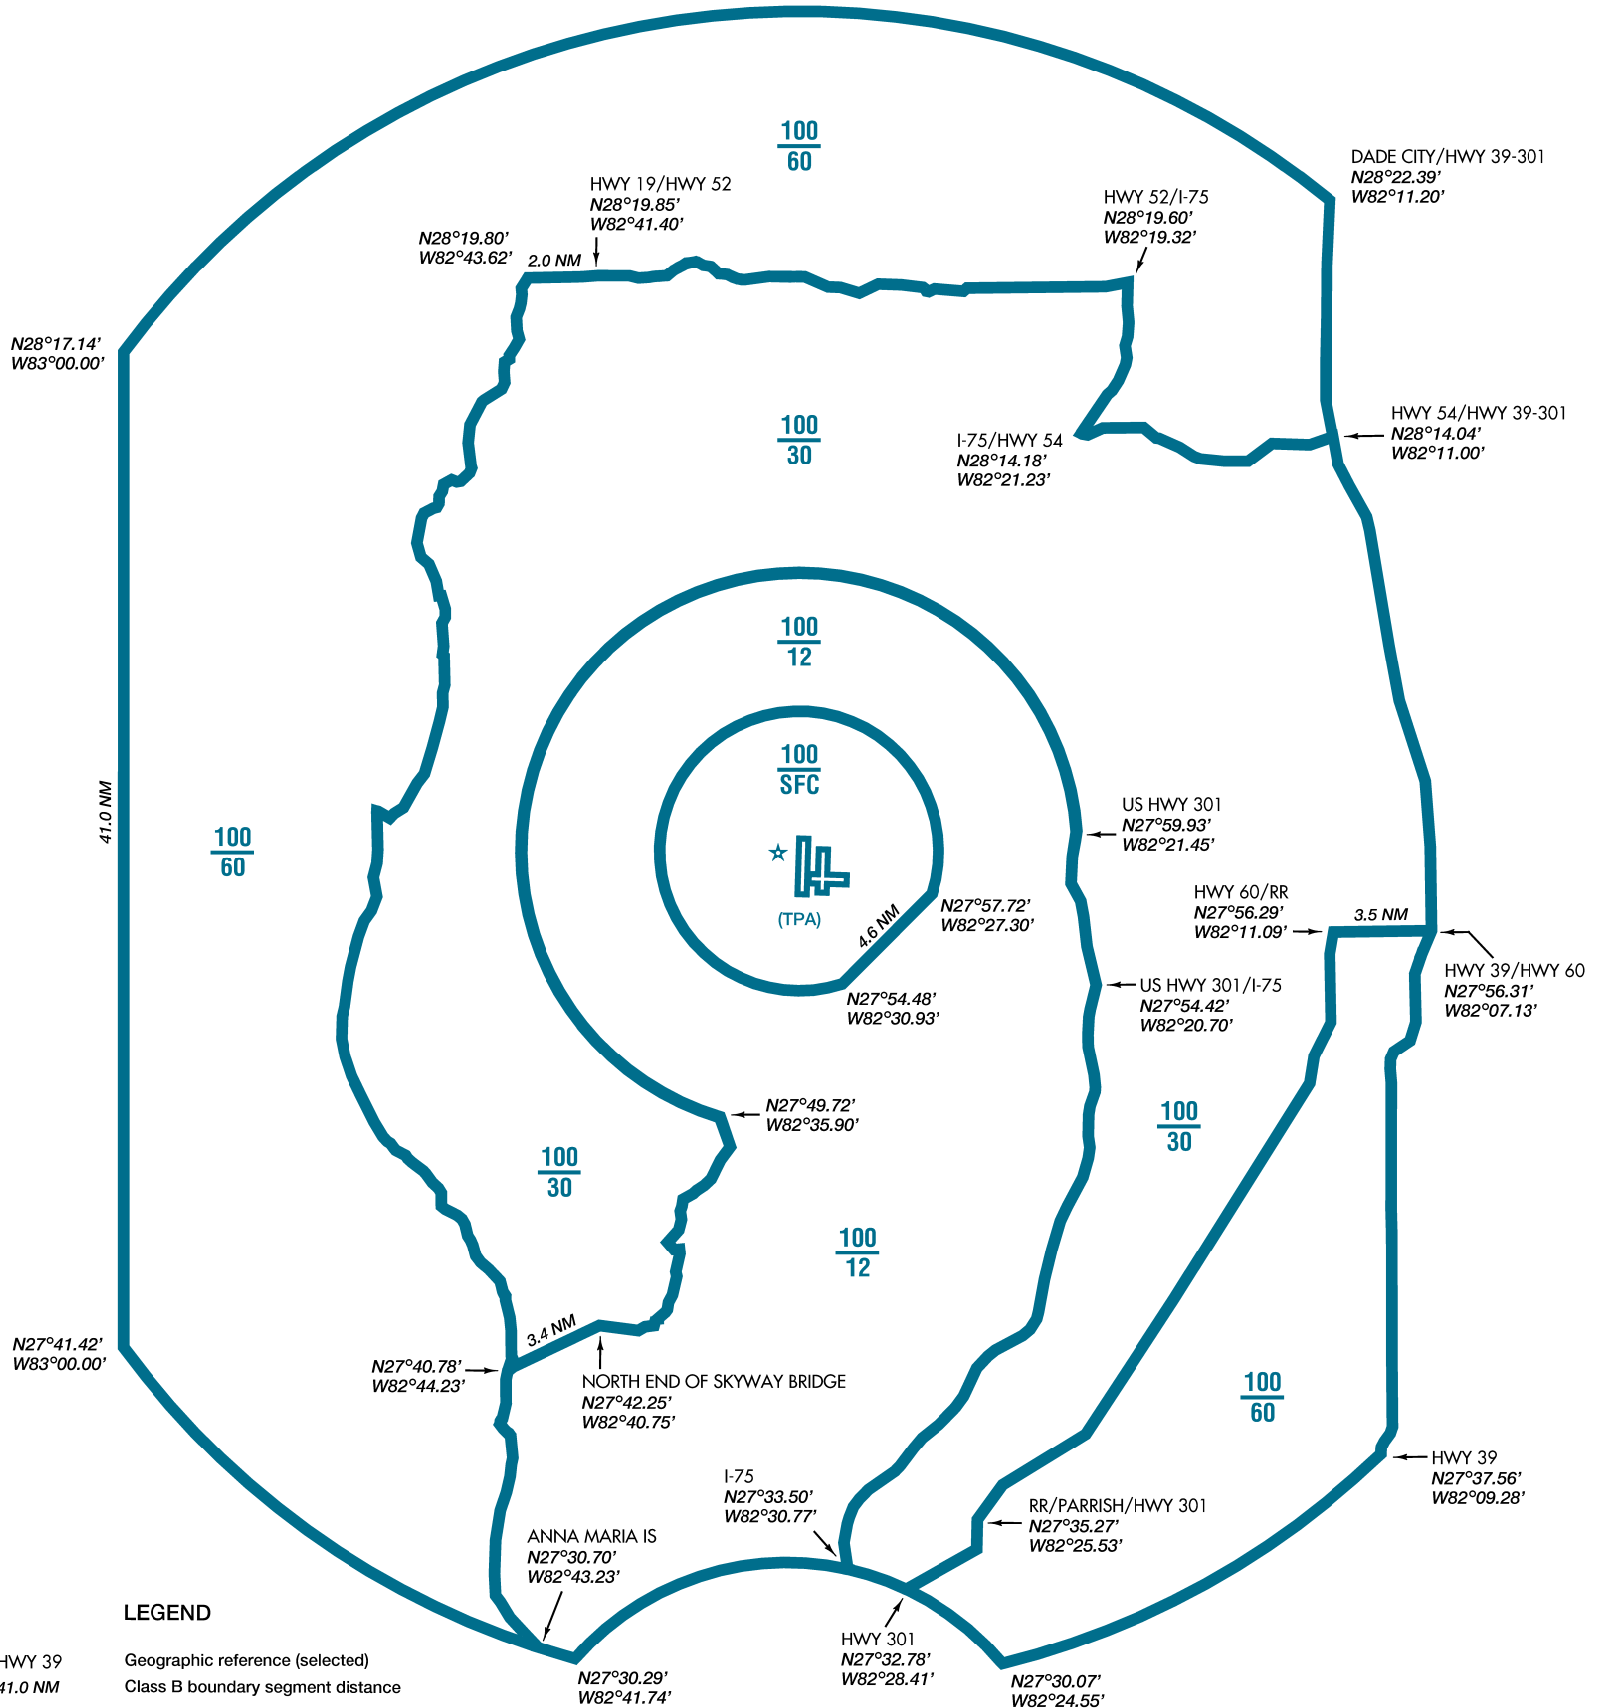 100
60
DADE CITY/HWY 39-301
N28°22.39’
W82°11.20’
HWY 19/HWY 52
N28°19.85’
W82°41.40’
HWY 52/I-75
N28°19.60’
W82°19.32’
N28°19.80’
W82°43.62’
2.0 NM
N28°17.14’
W83°00.00’
100
30
I-75/HWY 54
N28°14.18’
W82°21.23’
HWY 54/HWY 39-301
N28°14.04’
W82°11.00’
100
12
100
SFC
41.0 NM
100
60
(TPA)
US HWY 301
N27°59.93’
W82°21.45’
N27°57.72’
W82°27.30’
4.6 NM
HWY 60/RR
N27°56.29’
W82°11.09’
3.5 NM
HWY 39/HWY 60
N27°56.31’
W82°07.13’
N27°54.48’
W82°30.93’
US HWY 301/I-75
N27°54.42’
W82°20.70’
N27°49.72’
W82°35.90’
100
30
100
30
100
12
N27°41.42’
W83°00.00’
3.4 NM
N27°40.78’
W82°44.23’
NORTH END OF SKYWAY BRIDGE
N27°42.25’
W82°40.75’
100
60
HWY 39
N27°37.56’
W82°09.28’
I-75
N27°33.50’
W82°30.77’
RR/PARRISH/HWY 301
N27°35.27’
W82°25.53’
ANNA MARIA IS
N27°30.70’
W82°43.23’
HWY 301
N27°32.78’
W82°28.41’
N27°30.29’
W82°41.74’
N27°30.07’
W82°24.55’
LEGEND
HWY 39 Geographic reference (selected)
41.0 NM Class B boundary segment distance